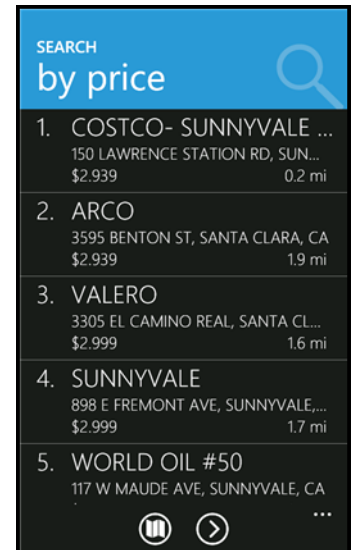 SEARCH
by price
1. COSTCO- SUNNYVALE ...
150 LAWRENCE STATION RD, SUN...
$2.939 0.2 mi
2. ARCO
3595 BENTON ST, SANTA CLARA, CA
$2.939 1.9 mi
3. VALERO
3305 EL CAMINO REAL, SANTA CL...
$2.999 1.6 mi
4. SUNNYVALE
898 E FREMONT AVE, SUNNYVALE,...
$2.999 1.7 mi
5. WORLD OIL #50
117 W MAUDE AVE, SUNNYVALE, CA
...